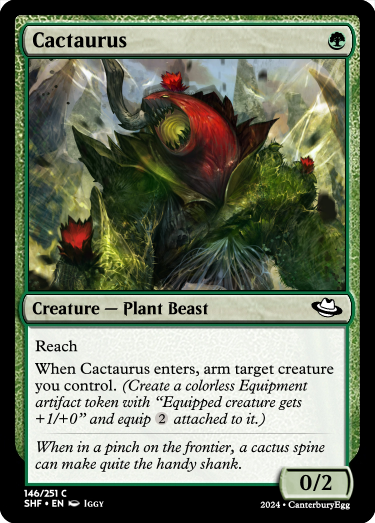 Cactaurus
Creature — Plant Beast
Reach
When Cactaurus enters, arm target creature
you control. (Create a colorless Equipment
artifact token with “Equipped creature gets
+1/+0” and equip 2 attached to it.)
When in a pinch on the frontier, a cactus spine
can make quite the handy shank.
0/2
146/251 C
SHF • EN Iggy
2024 • CanterburyEgg